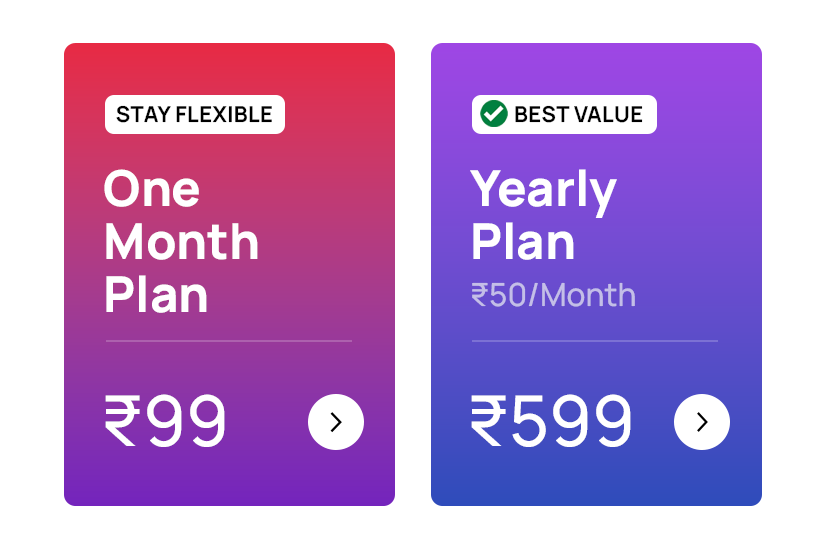 STAY FLEXIBLE
One
Month
Plan
₹99
BEST VALUE
Yearly
Plan
₹50/Month
₹599